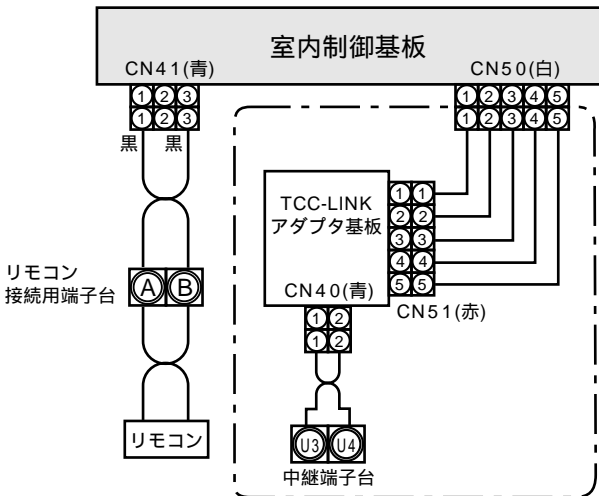 室内制御基板
CN41(青)
CN50(白)
1 2 3
1 2 3
1 2 3 4 5
1 2 3 4 5
黒 黒
TCC-LINK
アダプタ基板
1 1
2 2
3 3
4 4
5 5
CN40(青)
CN51(赤)
1 2
1 2
リモコン
接続用端子台
A B
リモコン
U3 U4
中継端子台